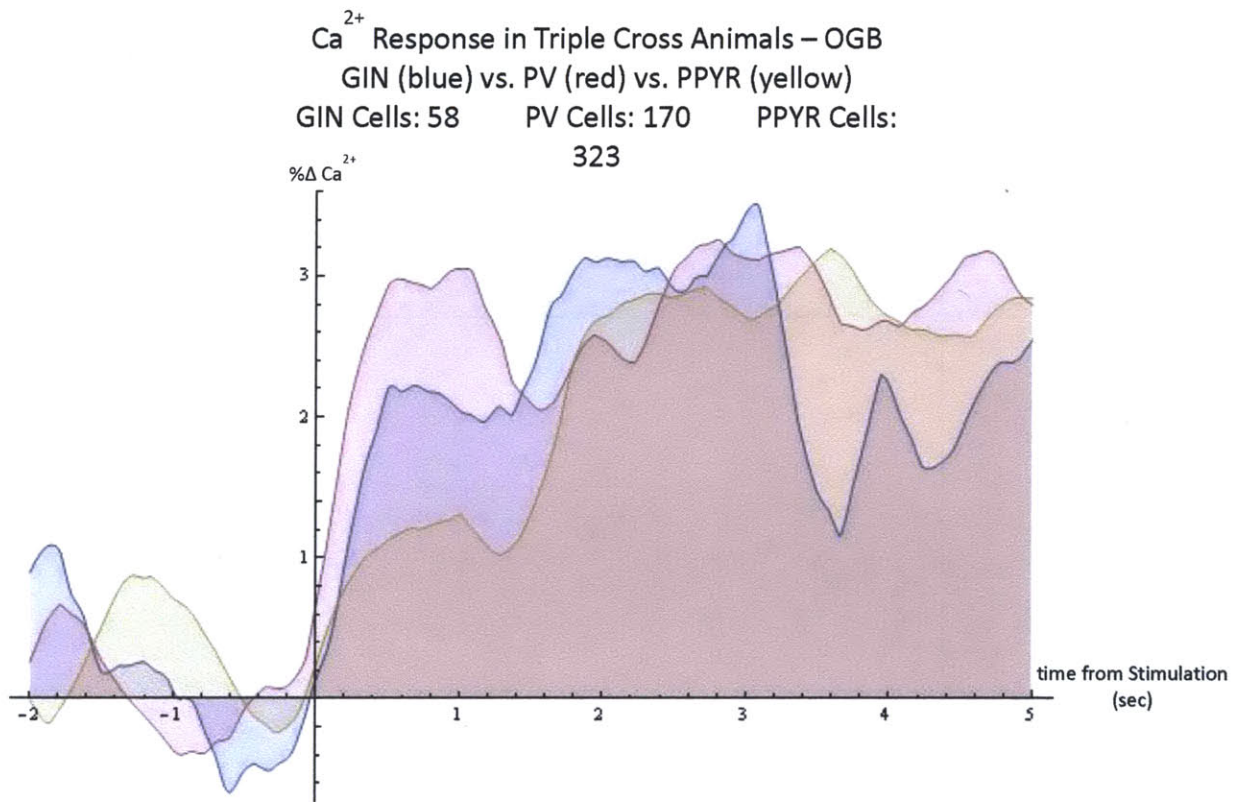 Ca²⁺ Response in Triple Cross Animals – OGB
GIN (blue) vs. PV (red) vs. PPYR (yellow)
GIN Cells: 58 PV Cells: 170 PPYR Cells:
323
%Δ Ca²⁺
3
2
1
time from Stimulation
(sec)
-2 -1 1 2 3 4 5